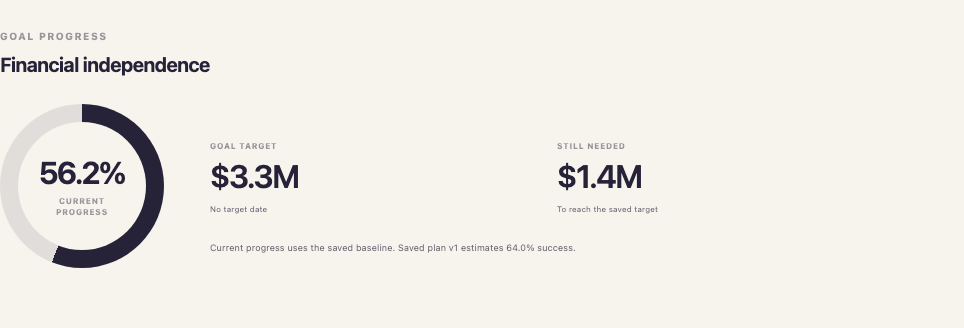 GOAL PROGRESS
Financial independence
56.2%
CURRENT
PROGRESS
GOAL TARGET
$3.3M
No target date
STILL NEEDED
$1.4M
To reach the saved target
Current progress uses the saved baseline. Saved plan v1 estimates 64.0% success.